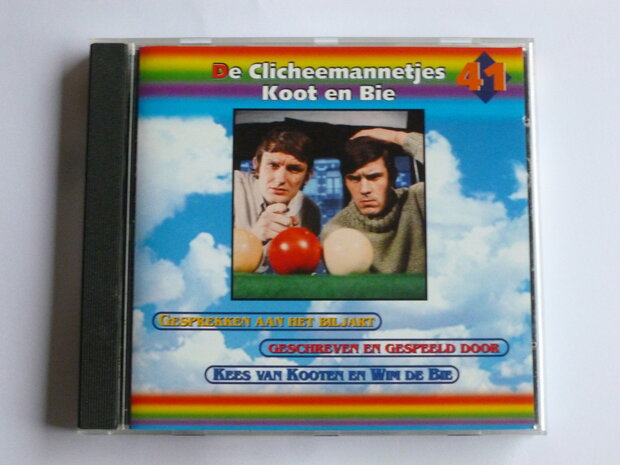 De Clicheemannetjes
41
Koot en Bie
GESPREKKEN AAN HET BILJART
GESCHREVEN EN GESPEELD DOOR
KEES VAN KOOTEN EN WIM DE BIE